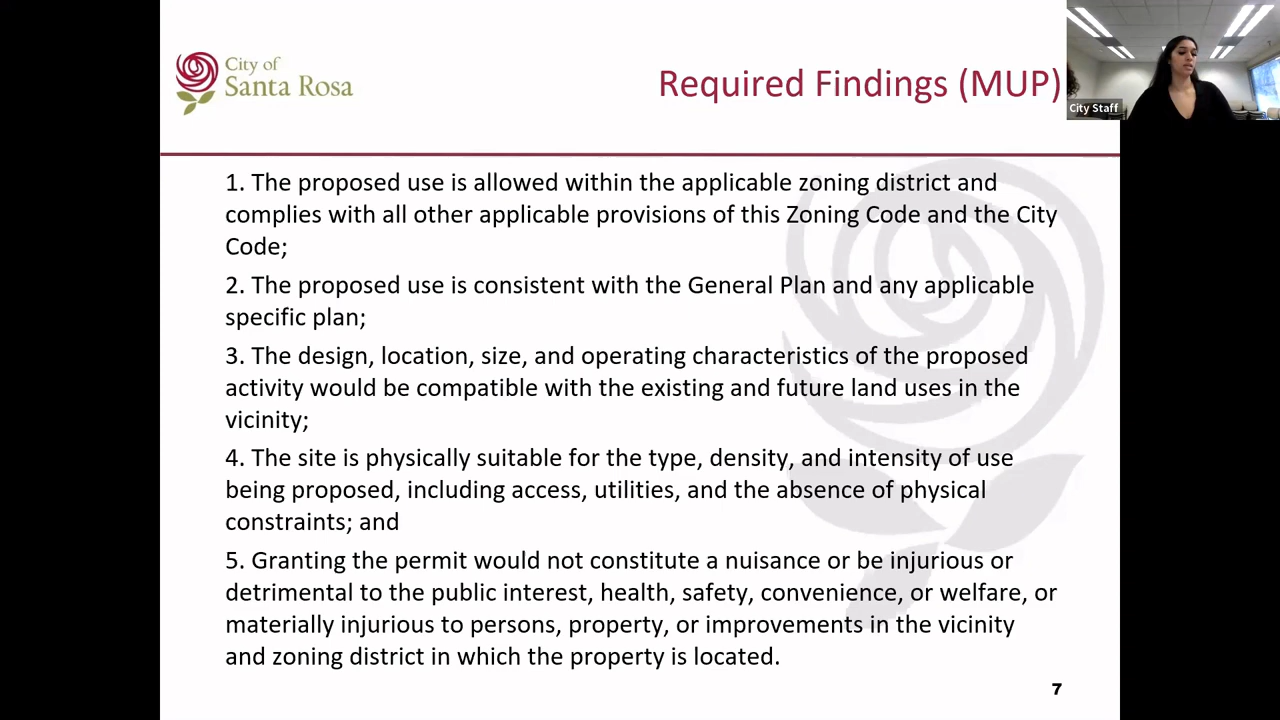 City of
Santa Rosa
Required Findings (MUP)
City Staff
1. The proposed use is allowed within the applicable zoning district and
complies with all other applicable provisions of this Zoning Code and the City
Code;
2. The proposed use is consistent with the General Plan and any applicable
specific plan;
3. The design, location, size, and operating characteristics of the proposed
activity would be compatible with the existing and future land uses in the
vicinity;
4. The site is physically suitable for the type, density, and intensity of use
being proposed, including access, utilities, and the absence of physical
constraints; and
5. Granting the permit would not constitute a nuisance or be injurious or
detrimental to the public interest, health, safety, convenience, or welfare, or
materially injurious to persons, property, or improvements in the vicinity
and zoning district in which the property is located.
7